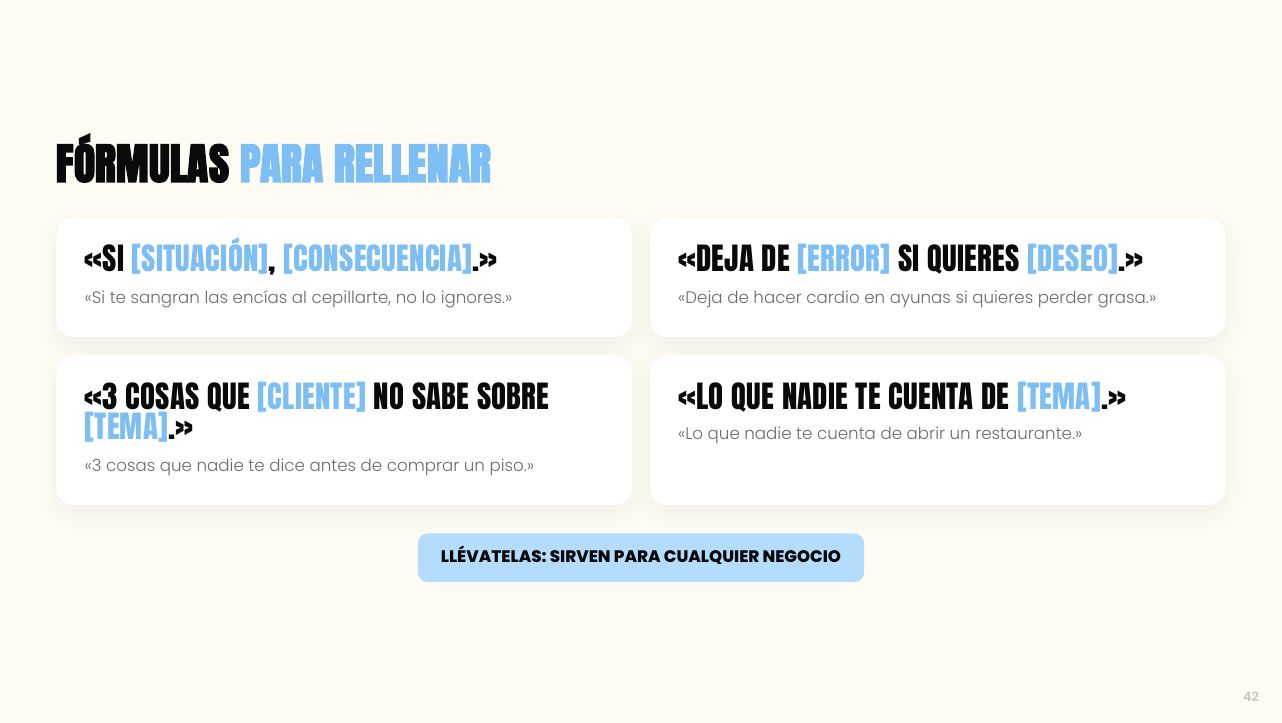 FÓRMULAS PARA RELLENAR
«SI [SITUACIÓN], [CONSECUENCIA].»
«Si te sangran las encías al cepillarte, no lo ignores.»
«DEJA DE [ERROR] SI QUIERES [DESEO].»
«Deja de hacer cardio en ayunas si quieres perder grasa.»
«3 COSAS QUE [CLIENTE] NO SABE SOBRE
[TEMA].»
«3 cosas que nadie te dice antes de comprar un piso.»
«LO QUE NADIE TE CUENTA DE [TEMA].»
«Lo que nadie te cuenta de abrir un restaurante.»
LLÉVATELAS: SIRVEN PARA CUALQUIER NEGOCIO
42